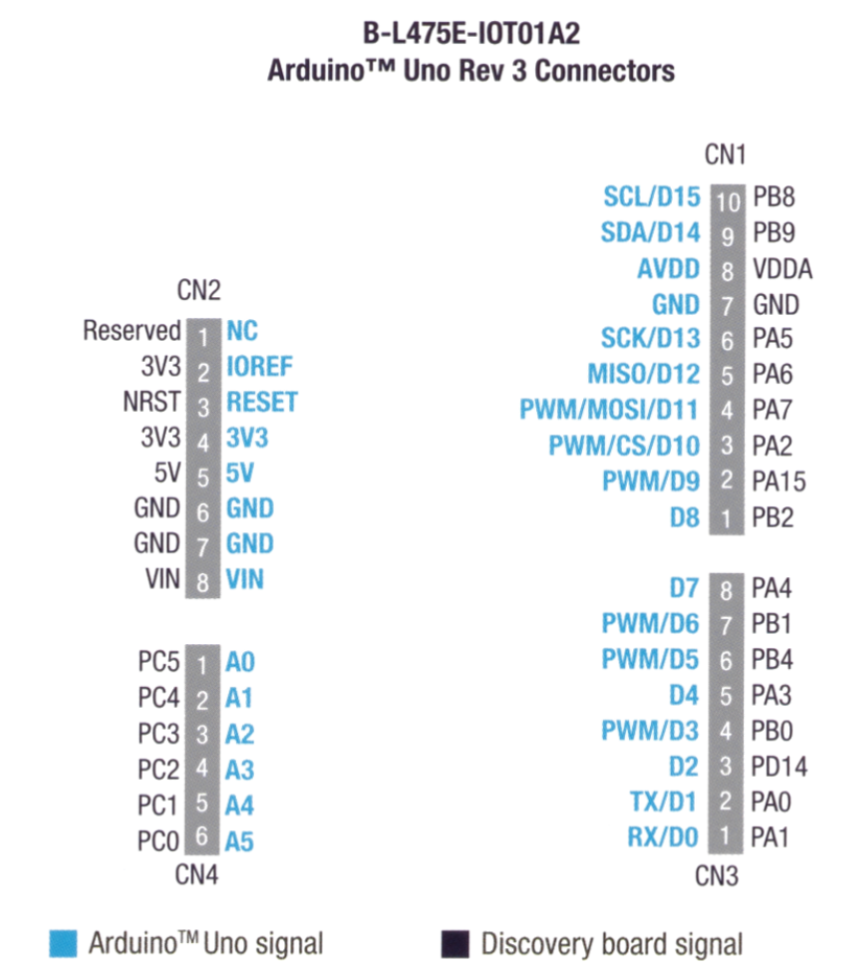 B-L475E-IOT01A2
Arduino™ Uno Rev 3 Connectors
CN2
Reserved 1 NC
3V3 2 IOREF
NRST 3 RESET
3V3 4 3V3
5V 5 5V
GND 6 GND
GND 7 GND
VIN 8 VIN
PC5 1 A0
PC4 2 A1
PC3 3 A2
PC2 4 A3
PC1 5 A4
PC0 6 A5
CN4
CN1
SCL/D15 10 PB8
SDA/D14 9 PB9
AVDD 8 VDDA
GND 7 GND
SCK/D13 6 PA5
MISO/D12 5 PA6
PWM/MOSI/D11 4 PA7
PWM/CS/D10 3 PA2
PWM/D9 2 PA15
D8 1 PB2
D7 8 PA4
PWM/D6 7 PB1
PWM/D5 6 PB4
D4 5 PA3
PWM/D3 4 PB0
D2 3 PD14
TX/D1 2 PA0
RX/D0 1 PA1
CN3
Arduino™ Uno signal
Discovery board signal